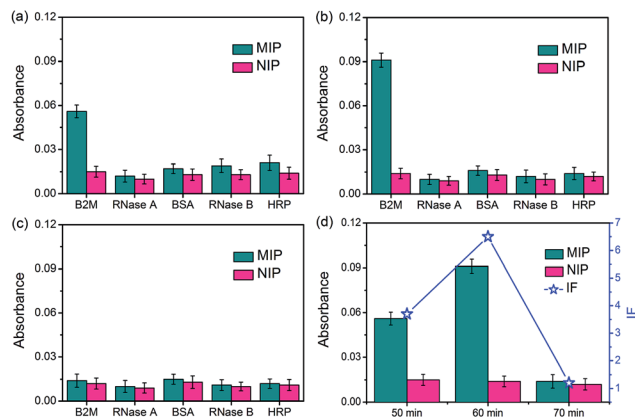 (a)
0.12
0.09
0.06
0.03
0.00
Absorbance
MIP
NIP
B2M RNase A BSA RNase B HRP
(b)
0.12
0.09
0.06
0.03
0.00
Absorbance
MIP
NIP
B2M RNase A BSA RNase B HRP
(c)
0.12
0.09
0.06
0.03
0.00
Absorbance
MIP
NIP
B2M RNase A BSA RNase B HRP
(d)
0.12
0.09
0.06
0.03
0.00
Absorbance
MIP
NIP
IF
7
6
5
4
3
2
1
IF
50 min 60 min 70 min